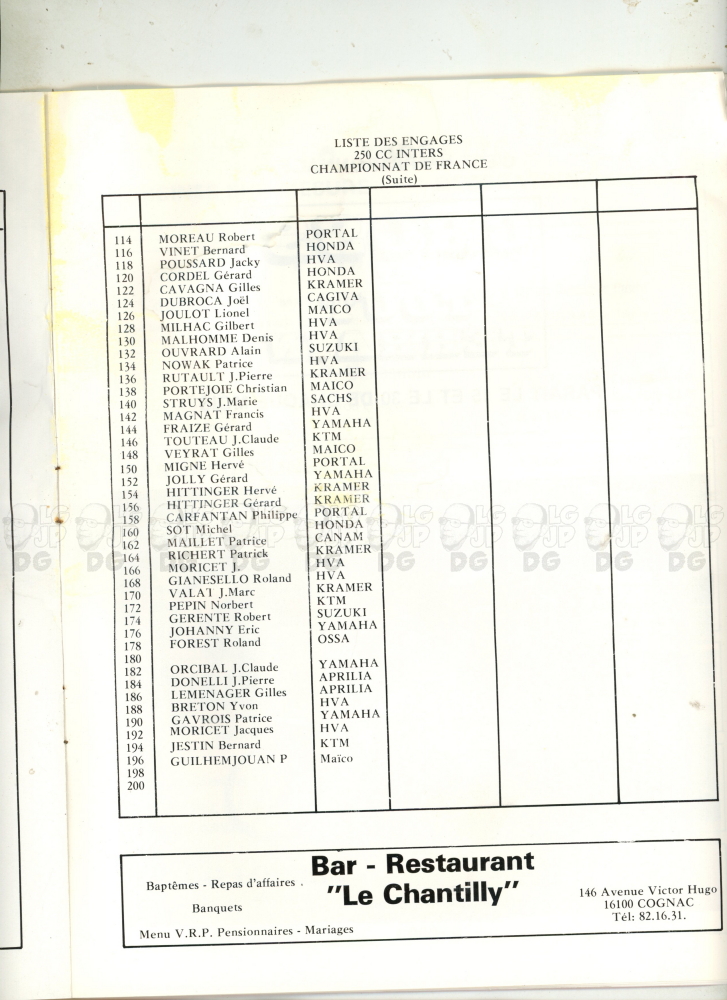 LISTE DES ENGAGES
250 CC INTERS
CHAMPIONNAT DE FRANCE
(Suite)
114 MOREAU Robert PORTAL
116 VINET Bernard HONDA
118 POUSSARD Jacky HVA
120 CORDEL Gérard HONDA
122 CAVAGNA Gilles KRAMER
124 DUBROCA Joël CAGIVA
126 JOULOT Lionel MAICO
128 MILHAC Gilbert HVA
130 MALHOMME Denis HVA
132 OUVRARD Alain SUZUKI
134 NOWAK Patrice HVA
136 RUTAULT J.Pierre KRAMER
138 PORTEJOIE Christian MAICO
140 STRUYS J.Marie SACHS
142 MAGNAT Francis HVA
144 FRAIZE Gérard YAMAHA
146 TOUTEAU J.Claude KTM
148 VEYRAT Gilles MAICO
150 MIGNE Hervé PORTAL
152 JOLLY Gérard YAMAHA
154 HITTINGER Hervé KRAMER
156 HITTINGER Gérard KRAMER
158 CARFANTAN Philippe PORTAL
160 SOT Michel HONDA
162 MAILLET Patrice CANAM
164 RICHERT Patrick KRAMER
166 MORICET J. HVA
168 GIANESELLO Roland HVA
170 VALAT J.Marc KRAMER
172 PEPIN Norbert KTM
174 GERENTE Robert SUZUKI
176 JOHANNY Eric YAMAHA
178 FOREST Roland OSSA
180
182 ORCIBAL J.Claude YAMAHA
184 DONELLI J.Pierre APRILIA
186 LEMENAGER Gilles APRILIA
188 BRETON Yvon HVA
190 GAVROIS Patrice YAMAHA
192 MORICET Jacques HVA
194 JESTIN Bernard KTM
196 GUILHEMJOUAN P Maïco
198
200
Bar - Restaurant
"Le Chantilly"
Baptêmes - Repas d'affaires .
Banquets
Menu V.R.P. Pensionnaires - Mariages
146 Avenue Victor Hugo
16100 COGNAC
Tél: 82.16.31.